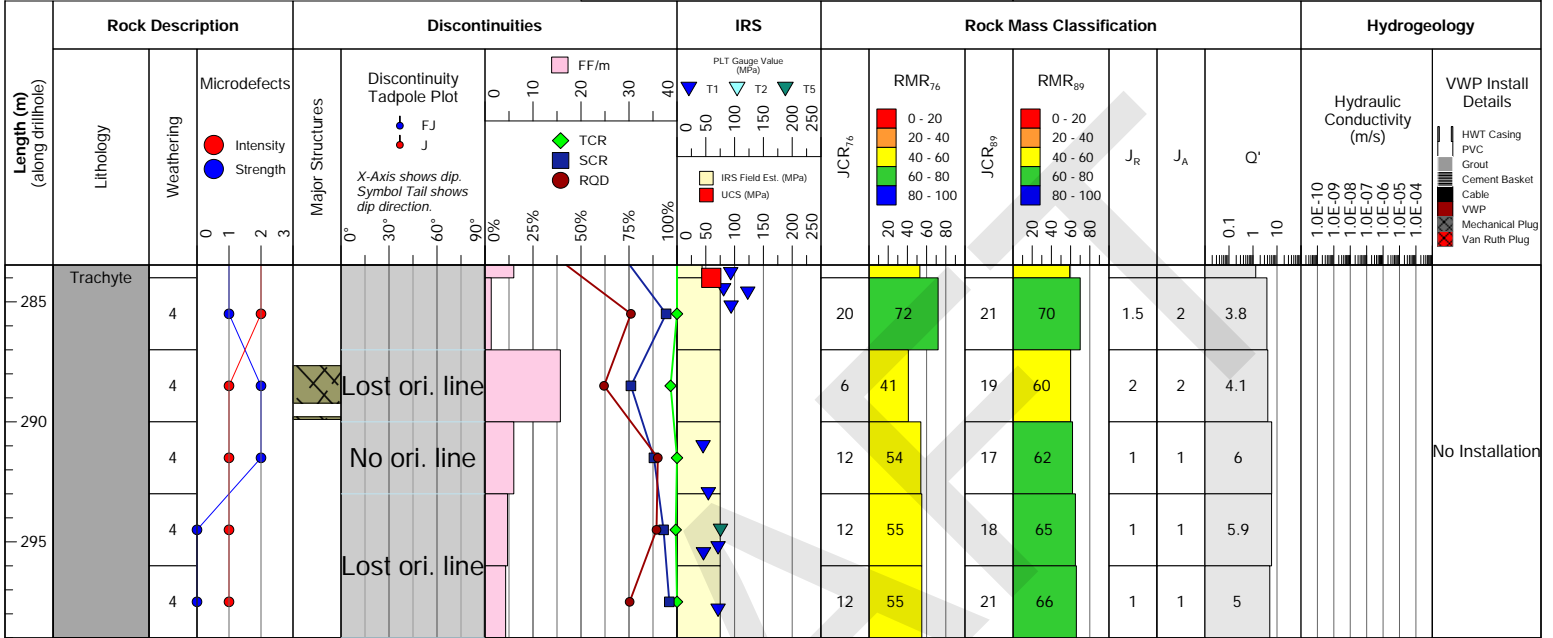 Rock Description
Discontinuities
IRS
Rock Mass Classification
Hydrogeology
Length (m)
(along drillhole)
Lithology
Weathering
Microdefects
Intensity
Strength
0 1 2 3
Major Structures
Discontinuity
Tadpole Plot
FJ
J
X-Axis shows dip.
Symbol Tail shows
dip direction.
0° 30° 60° 90°
FF/m
0 10 20 30 40
TCR
SCR
RQD
0% 25% 50% 75% 100%
PLT Gauge Value
(MPa)
T1 T2 T5
0 50 100 150 200 250
IRS Field Est. (MPa)
UCS (MPa)
50 100 150 200 250
JCR76
RMR76
0 - 20
20 - 40
40 - 60
60 - 80
80 - 100
20 40 60 80
JCR89
RMR89
0 - 20
20 - 40
40 - 60
60 - 80
80 - 100
20 40 60 80
JR
JA
Q'
0.1 1 10
Hydraulic
Conductivity
(m/s)
1.0E-10 1.0E-09 1.0E-08 1.0E-07 1.0E-06 1.0E-05 1.0E-04
VWP Install
Details
HWT Casing
PVC
Grout
Cement Basket
Cable
VWP
Mechanical Plug
Van Ruth Plug
Trachyte
285
4 20 72 21 70 1.5 2 3.8
4 Lost ori. line 6 41 19 60 2 2 4.1
290
4 No ori. line 12 54 17 62 1 1 6
No Installation
4 12 55 18 65 1 1 5.9
295
Lost ori. line
4 12 55 21 66 1 1 5